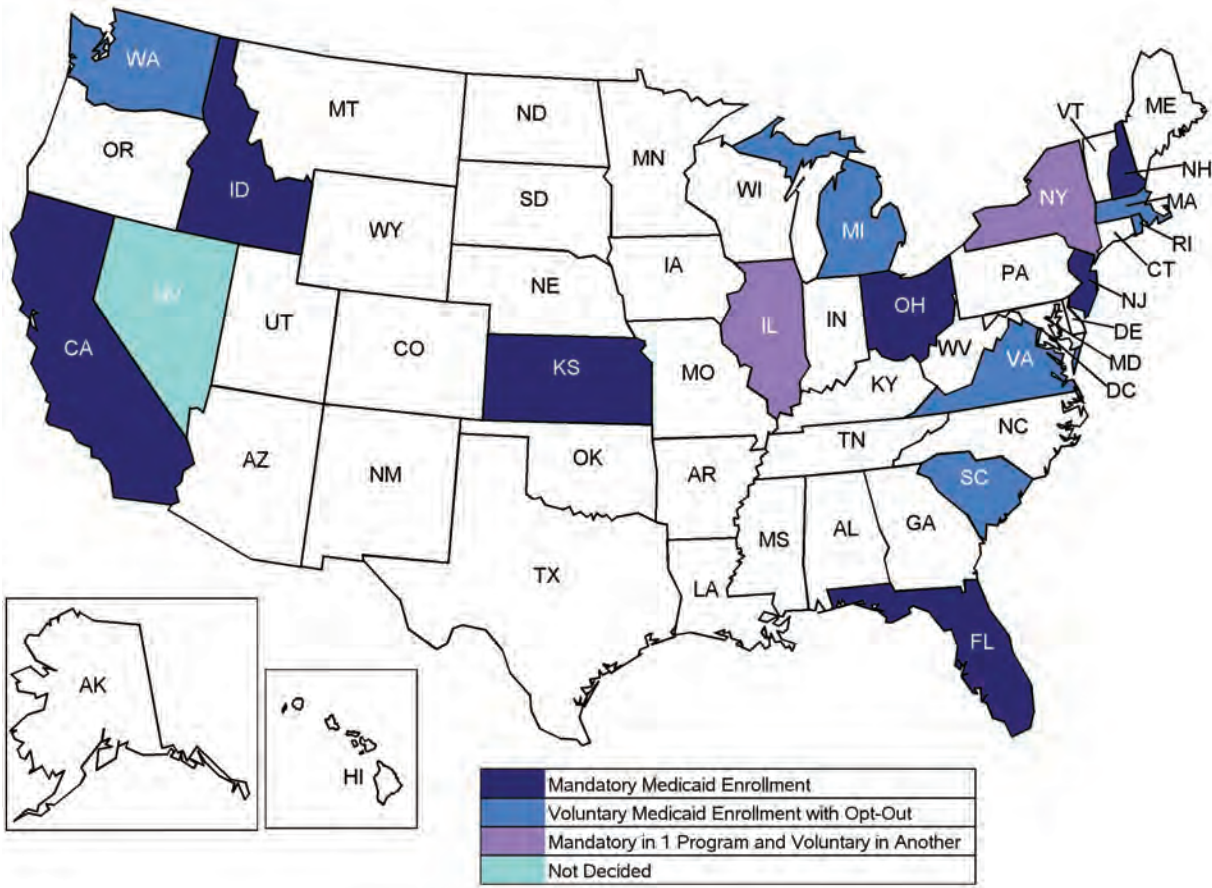 WA
MT
ND
MN
VT
ME
OR
ID
SD
WI
NY
NH
MA
WY
MI
RI
NV
IA
PA
CT
NE
NJ
CA
UT
CO
IL
IN
OH
DE
KS
MO
WV
VA
MD
KY
DC
AZ
NM
OK
AR
TN
NC
SC
TX
LA
MS
AL
GA
FL
AK
HI
Mandatory Medicaid Enrollment
Voluntary Medicaid Enrollment with Opt-Out
Mandatory in 1 Program and Voluntary in Another
Not Decided